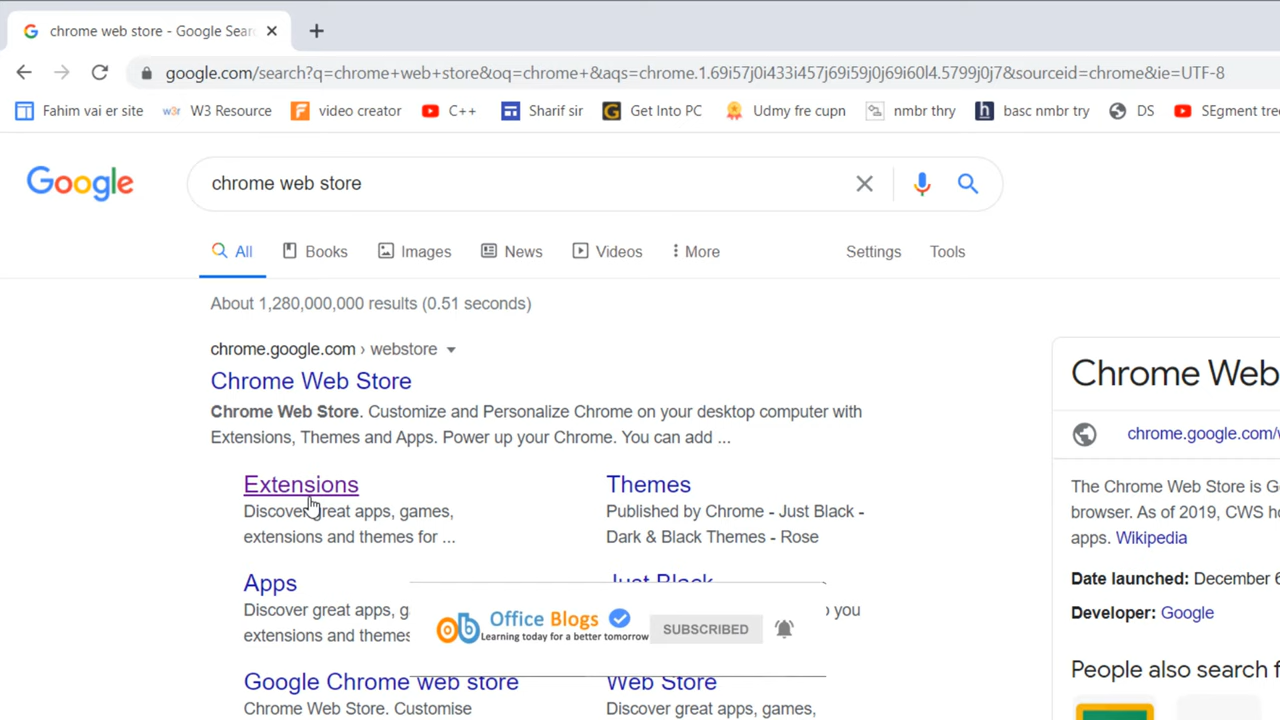 chrome web store - Google Sear
google.com/search?q=chrome+web+store&oq=chrome+&aqs=chrome.1.69i57j0i433i457j69i59j0j69i60l4.5799j0j7&sourceid=chrome&ie=UTF-8
Fahim vai er site W3 Resource video creator C++ Sharif sir Get Into PC Udmy fre cupn nmbr thry basc nmbr try DS SEgment tre
Google chrome web store
All Books Images News Videos More Settings Tools
About 1,280,000,000 results (0.51 seconds)
chrome.google.com › webstore
Chrome Web Store
Chrome Web Store. Customize and Personalize Chrome on your desktop computer with
Extensions, Themes and Apps. Power up your Chrome. You can add ...
Extensions
Discover great apps, games,
extensions and themes for ...
Themes
Published by Chrome - Just Black -
Dark & Black Themes - Rose
Apps
Discover great apps, g
extensions and themes
Just Black
you
Google Chrome web store
Chrome Web Store. Customise
Web Store
Discover great apps, games,
Office Blogs
Learning today for a better tomorrow
SUBSCRIBED
Chrome Web
chrome.google.com/
The Chrome Web Store is G
browser. As of 2019, CWS ho
apps. Wikipedia
Date launched: December 6
Developer: Google
People also search f